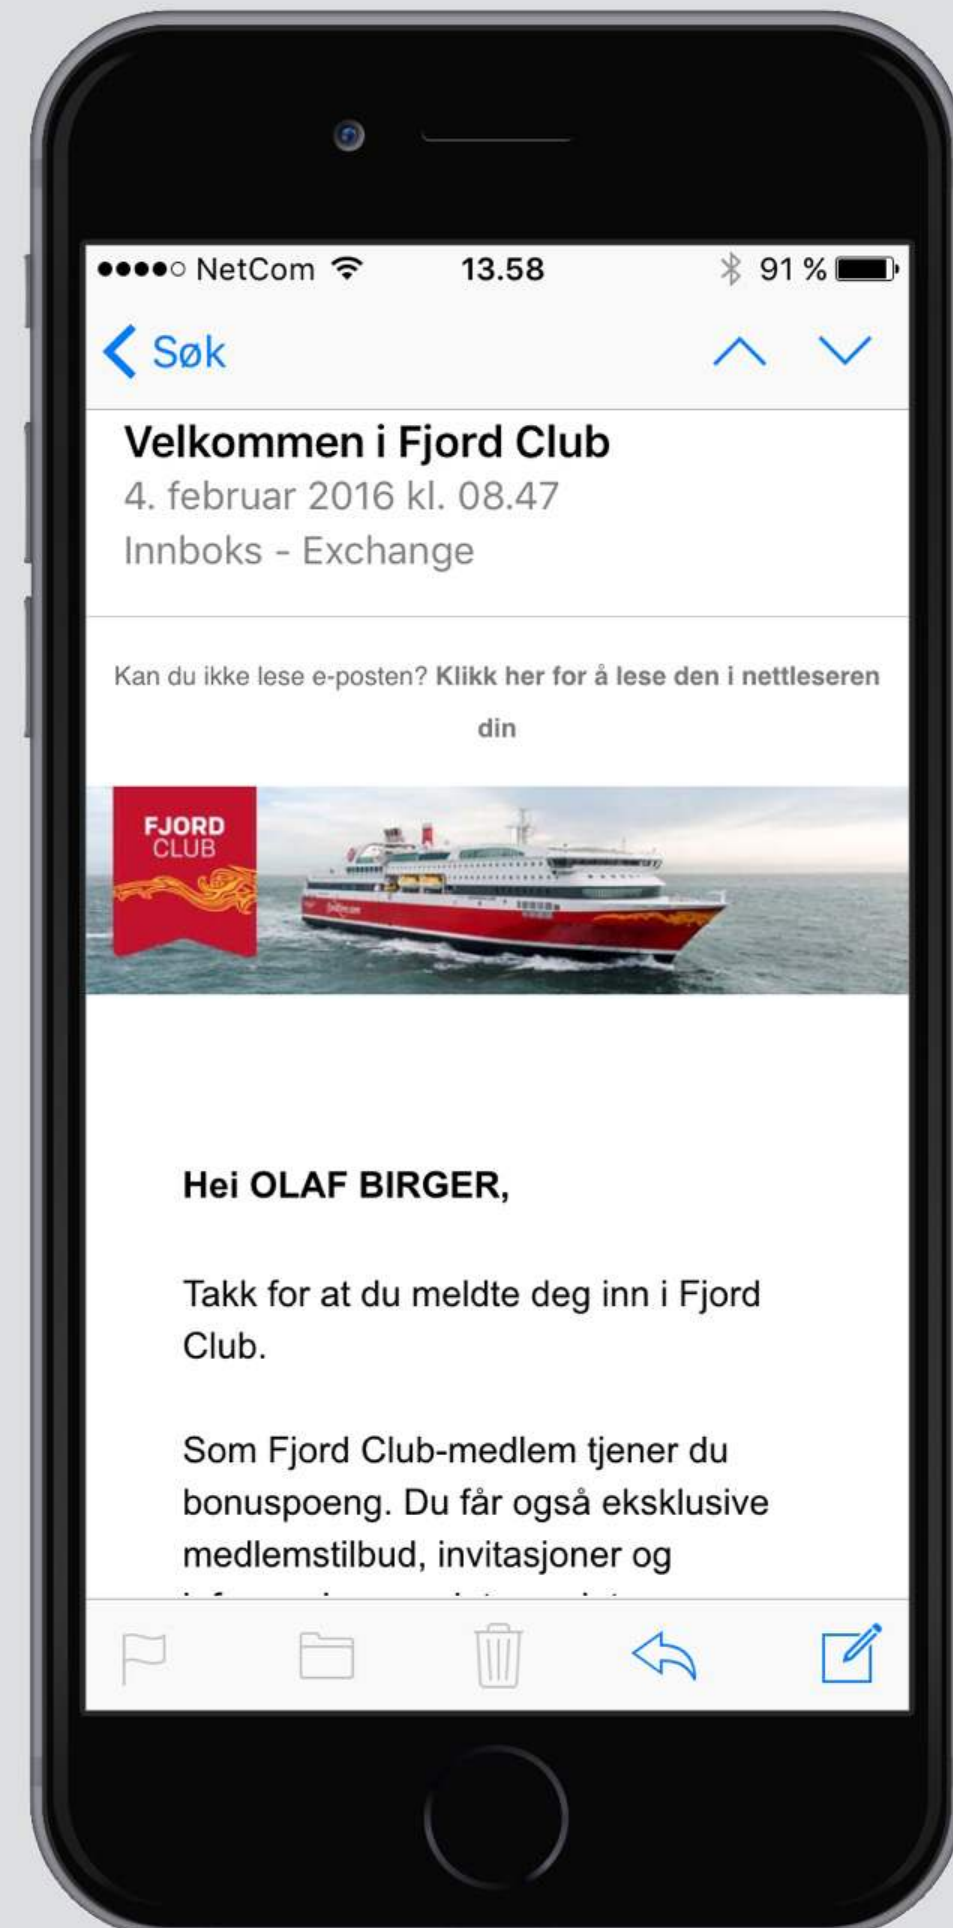 NetCom 13.58 91 %
Søk
Velkommen i Fjord Club
4. februar 2016 kl. 08.47
Innboks - Exchange
Kan du ikke lese e-posten? Klikk her for å lese den i nettleseren
din
FJORD
CLUB
Hei OLAF BIRGER,
Takk for at du meldte deg inn i Fjord
Club.
Som Fjord Club-medlem tjener du
bonuspoeng. Du får også eksklusive
medlemstilbud, invitasjoner og